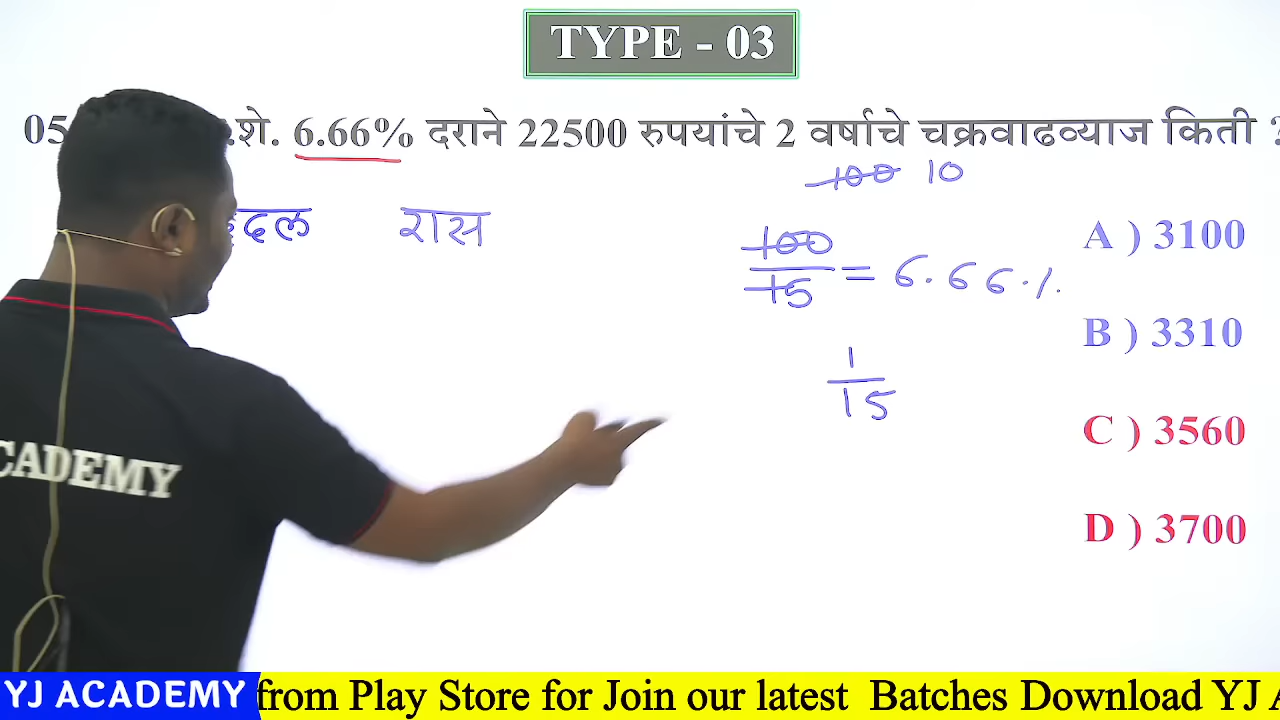 TYPE - 03
05 .शे. 6.66% दराने 22500 रुपयांचे 2 वर्षाचे चक्रवाढव्याज किती ?
100 10
दल रास
100
15 = 6.66%
1
15
A ) 3100
B ) 3310
C ) 3560
D ) 3700
CADEMY
YJ ACADEMY from Play Store for Join our latest Batches Download YJ